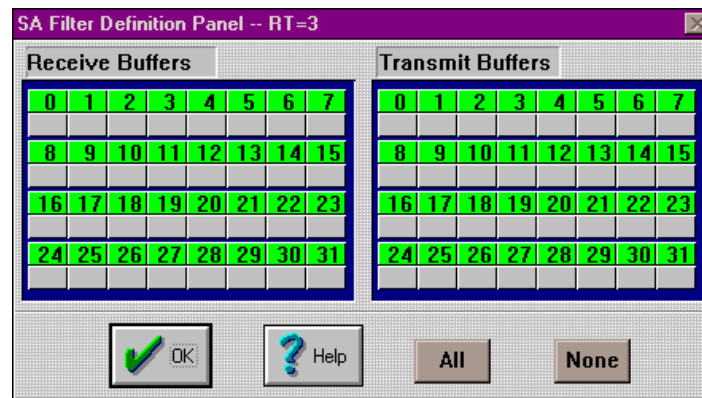 SA Filter Definition Panel -- RT=3
Receive Buffers
0 1 2 3 4 5 6 7
8 9 10 11 12 13 14 15
16 17 18 19 20 21 22 23
24 25 26 27 28 29 30 31
Transmit Buffers
0 1 2 3 4 5 6 7
8 9 10 11 12 13 14 15
16 17 18 19 20 21 22 23
24 25 26 27 28 29 30 31
OK
Help
All
None